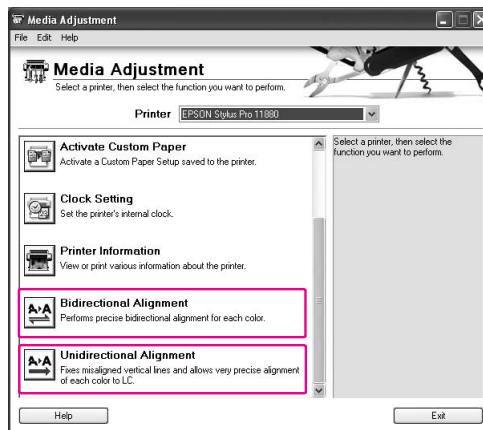 Media Adjustment
File Edit Help
Media Adjustment
Select a printer, then select the function you want to perform.
Printer EPSON Stylus Pro 11880
Activate Custom Paper
Activate a Custom Paper Setup saved to the printer.
Clock Setting
Set the printer's internal clock.
Printer Information
View or print various information about the printer.
A▸A Bidirectional Alignment
Performs precise bidirectional alignment for each color.
A▸A Unidirectional Alignment
Fixes misaligned vertical lines and allows very precise alignment
of each color to LC.
Select a printer, then select the
function you want to perform.
Help
Exit